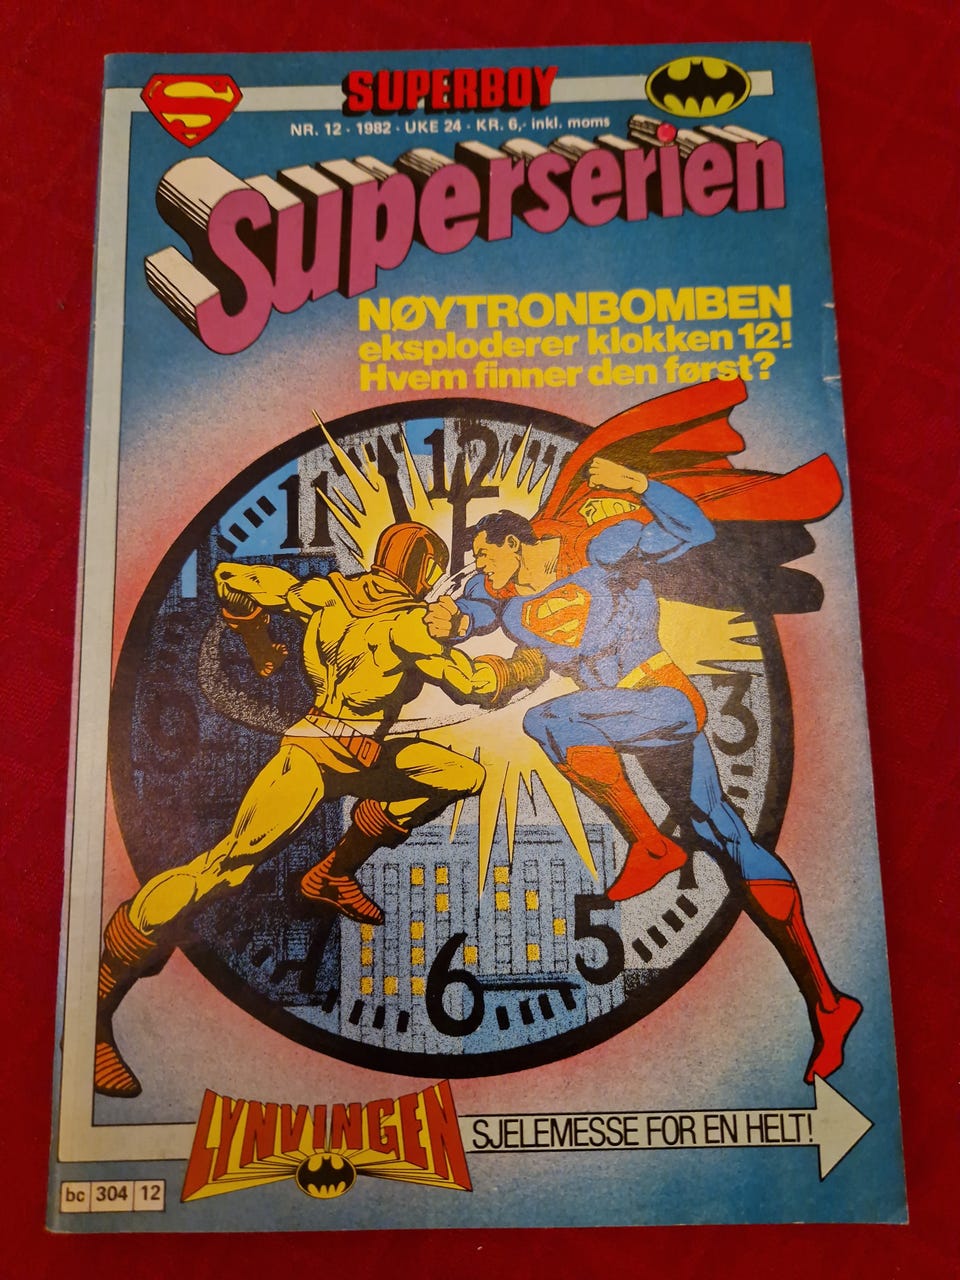 SUPERBOY
NR. 12 · 1982 · UKE 24 · KR. 6,- inkl. moms
Superserien
NØYTRONBOMBEN
eksploderer klokken 12!
Hvem finner den først?
11 12
9 3
6 5
LYNVINGEN
SJELEMESSE FOR EN HELT!
bc 304 12